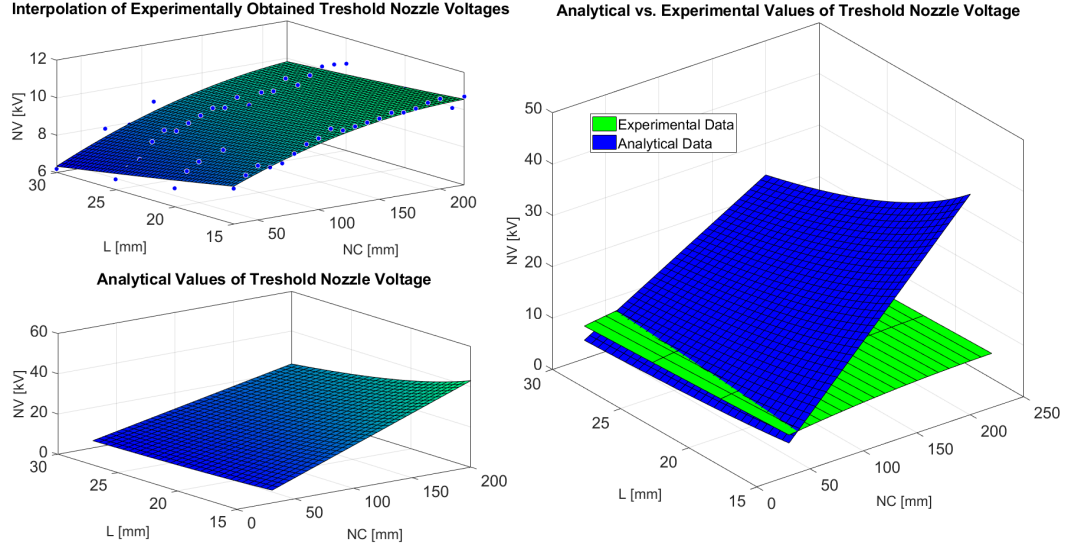 Interpolation of Experimentally Obtained Treshold Nozzle Voltages
12
10
8
6
NV [kV]
30
25
20
15
L [mm]
50
100
150
200
NC [mm]
Analytical Values of Treshold Nozzle Voltage
60
40
20
0
NV [kV]
30
25
20
15
L [mm]
0
50
100
150
200
NC [mm]
Analytical vs. Experimental Values of Treshold Nozzle Voltage
Experimental Data
Analytical Data
50
40
30
20
10
0
NV [kV]
30
25
20
15
L [mm]
0
50
100
150
200
250
NC [mm]